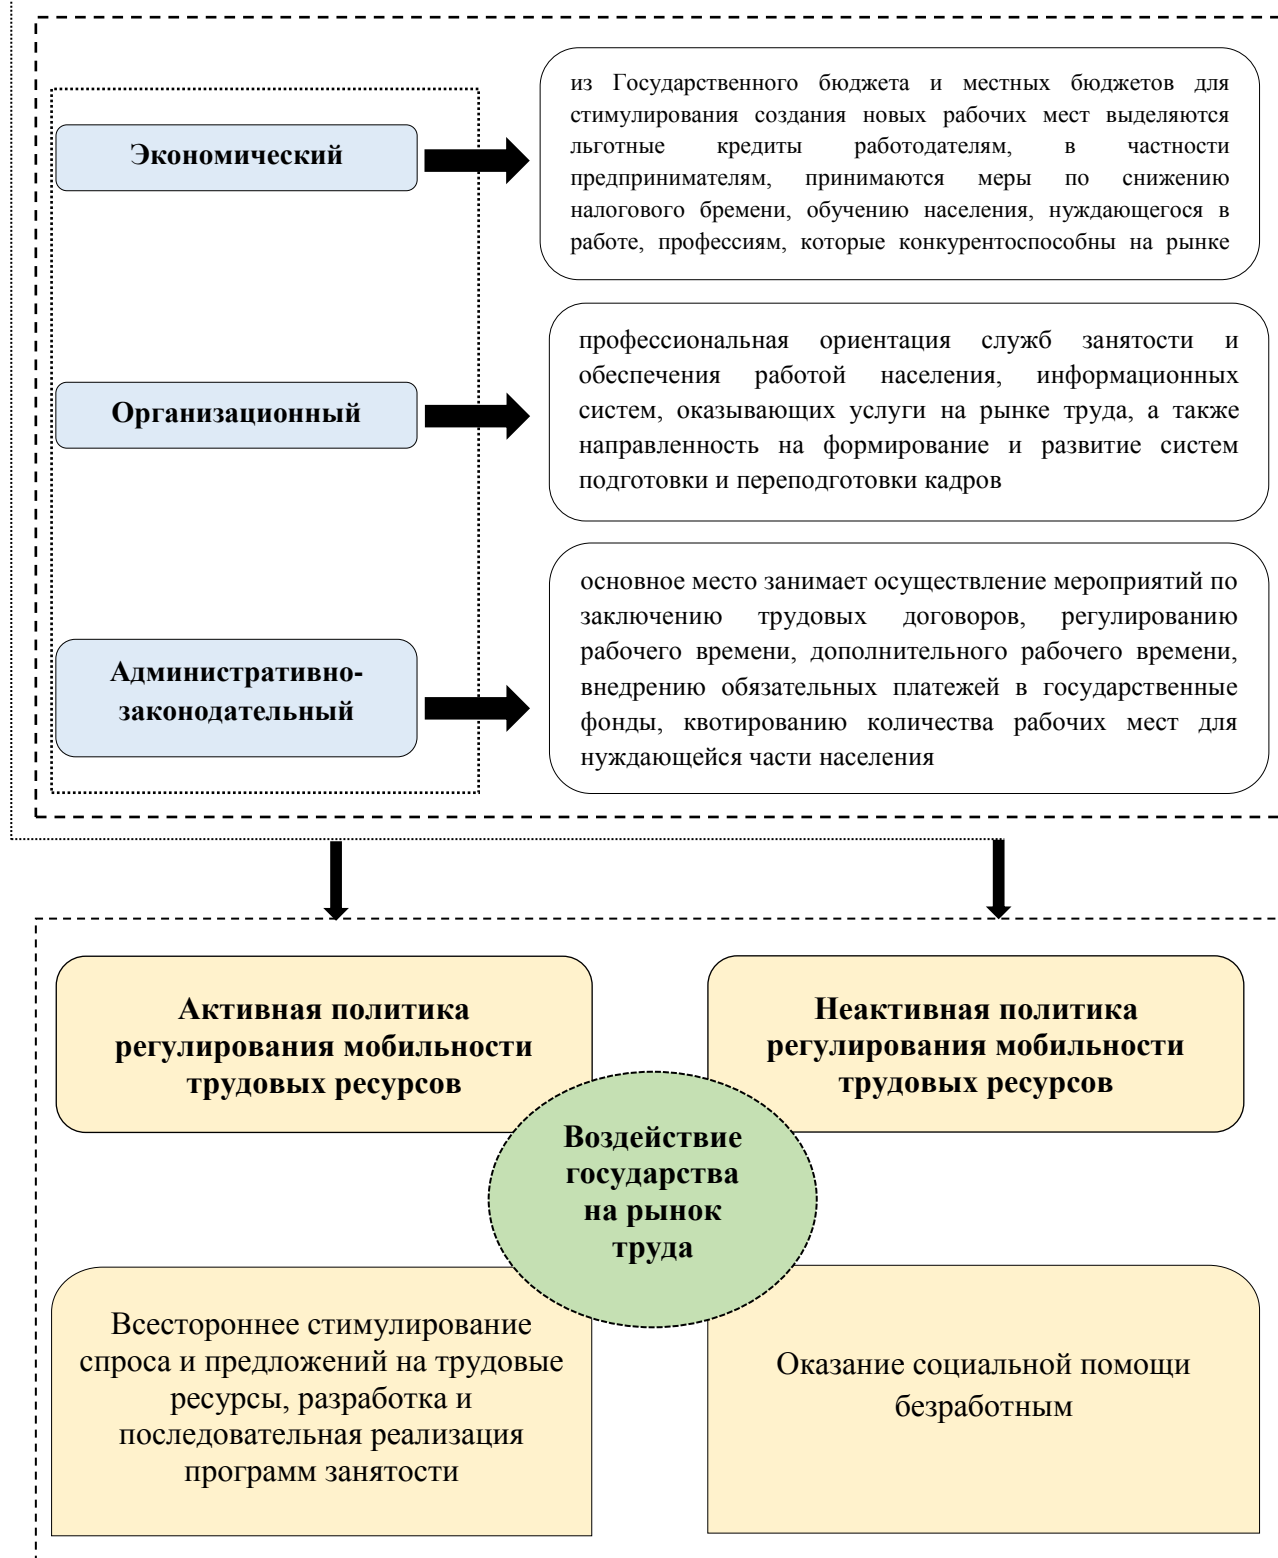 Экономический
из Государственного бюджета и местных бюджетов для
стимулирования создания новых рабочих мест выделяются
льготные кредиты работодателям, в частности
предпринимателям, принимаются меры по снижению
налогового бремени, обучению населения, нуждающегося в
работе, профессиям, которые конкурентоспособны на рынке
Организационный
профессиональная ориентация служб занятости и
обеспечения работой населения, информационных
систем, оказывающих услуги на рынке труда, а также
направленность на формирование и развитие систем
подготовки и переподготовки кадров
Административно-
законодательный
основное место занимает осуществление мероприятий по
заключению трудовых договоров, регулированию
рабочего времени, дополнительного рабочего времени,
внедрению обязательных платежей в государственные
фонды, квотированию количества рабочих мест для
нуждающейся части населения
Активная политика
регулирования мобильности
трудовых ресурсов
Неактивная политика
регулирования мобильности
трудовых ресурсов
Воздействие
государства
на рынок
труда
Всестороннее стимулирование
спроса и предложений на трудовые
ресурсы, разработка и
последовательная реализация
программ занятости
Оказание социальной помощи
безработным